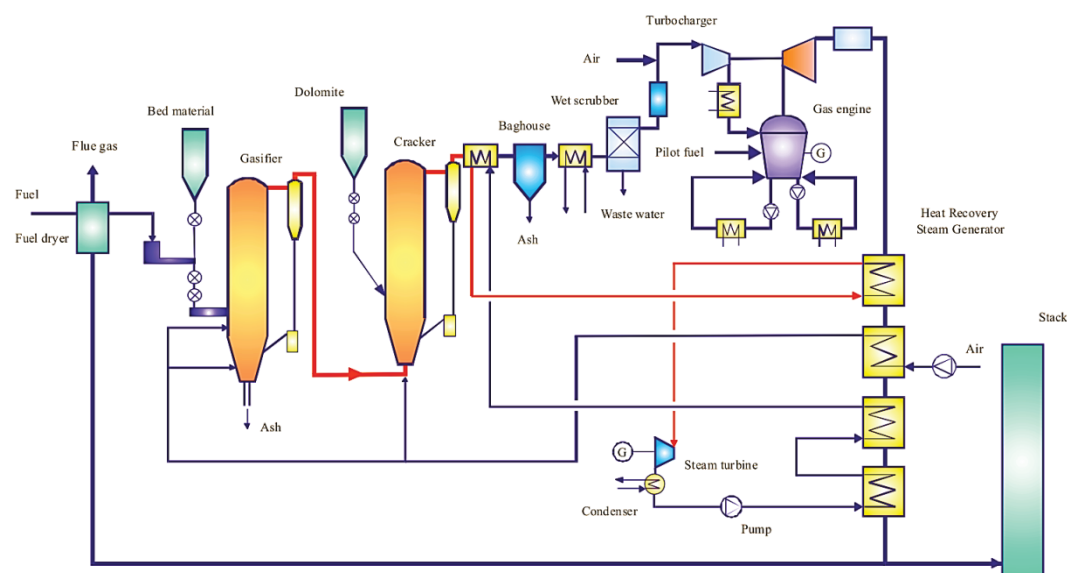 Turbocharger
Air
Dolomite
Wet scrubber
Bed material
Gas engine
Baghouse
Cracker
Flue gas
Gasifier
Pilot fuel
G
Fuel
Waste water
Heat Recovery
Steam Generator
Fuel dryer
Ash
Stack
Air
Ash
G
Steam turbine
Condenser
Pump